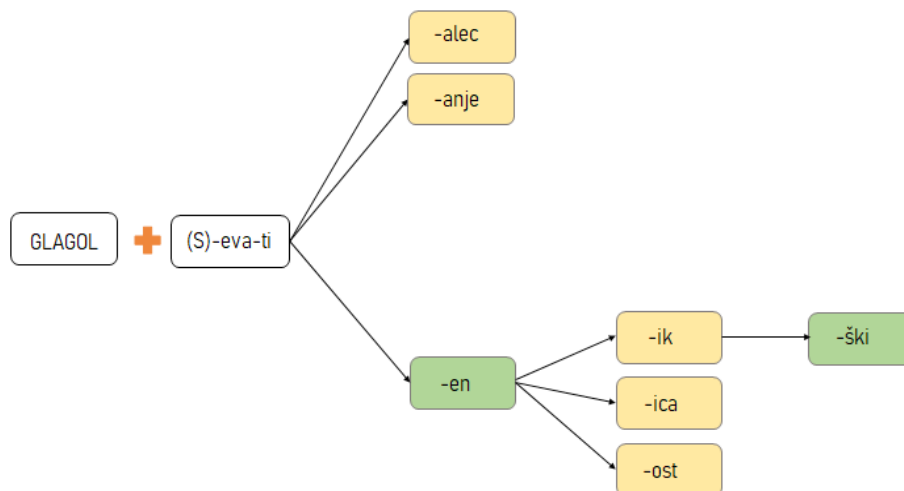 -alec
-anje
GLAGOL
(S)-eva-ti
-en
-ik
-ški
-ica
-ost